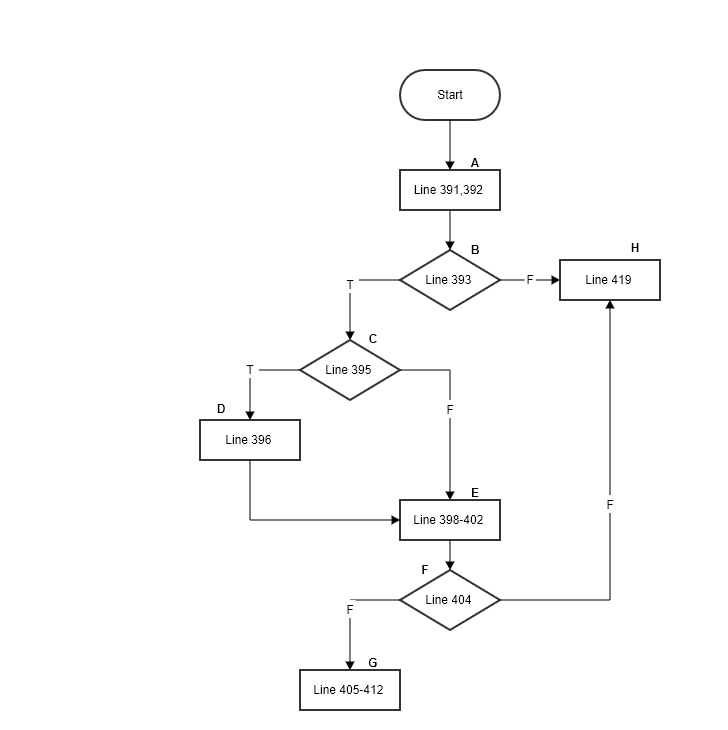 Start
A
Line 391,392
B
Line 393
F
H
Line 419
T
C
Line 395
T
D
Line 396
F
E
Line 398-402
F
F
Line 404
F
G
Line 405-412